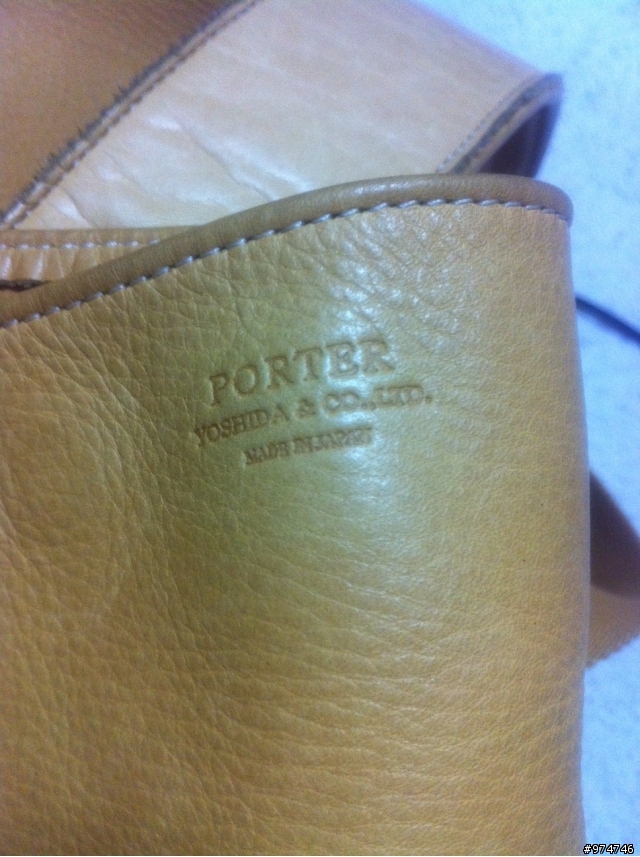 PORTER
YOSHIDA & CO.,LTD.
MADE IN JAPAN
#974746